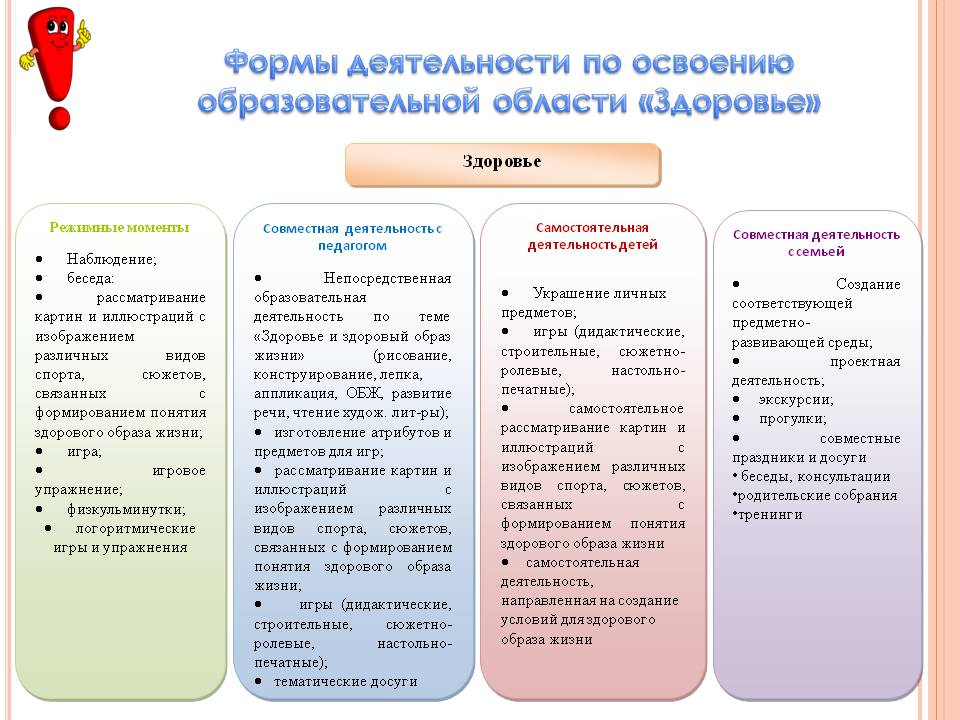 Формы деятельности по освоению
образовательной области «Здоровье»
Здоровье
Режимные моменты
• Наблюдение;
• беседа:
• рассматривание
картин и иллюстраций с
изображением
различных видов
спорта, сюжетов,
связанных с
формированием понятия
здорового образа жизни;
• игра;
• игровое
упражнение;
• физкульминутки;
• логоритмические
игры и упражнения
Совместная деятельность с
педагогом
• Непосредственная
образовательная
деятельность по теме
«Здоровье и здоровый образ
жизни» (рисование,
конструирование, лепка,
аппликация, ОБЖ, развитие
речи, чтение худож. лит-ры);
• изготовление атрибутов и
предметов для игр;
• рассматривание картин и
иллюстраций с
изображением различных
видов спорта, сюжетов,
связанных с формированием
понятия здорового образа
жизни;
• игры (дидактические,
строительные, сюжетно-
ролевые, настольно-
печатные);
• тематические досуги
Самостоятельная
деятельность детей
• Украшение личных
предметов;
• игры (дидактические,
строительные, сюжетно-
ролевые, настольно-
печатные);
• самостоятельное
рассматривание картин и
иллюстраций с
изображением различных
видов спорта, сюжетов,
связанных с
формированием понятия
здорового образа жизни
• самостоятельная
деятельность,
направленная на создание
условий для здорового
образа жизни
Совместная деятельность
с семьей
• Создание
соответствующей
предметно-
развивающей среды;
• проектная
деятельность;
• экскурсии;
• прогулки;
• совместные
праздники и досуги
• беседы, консультации
•родительские собрания
•тренинги